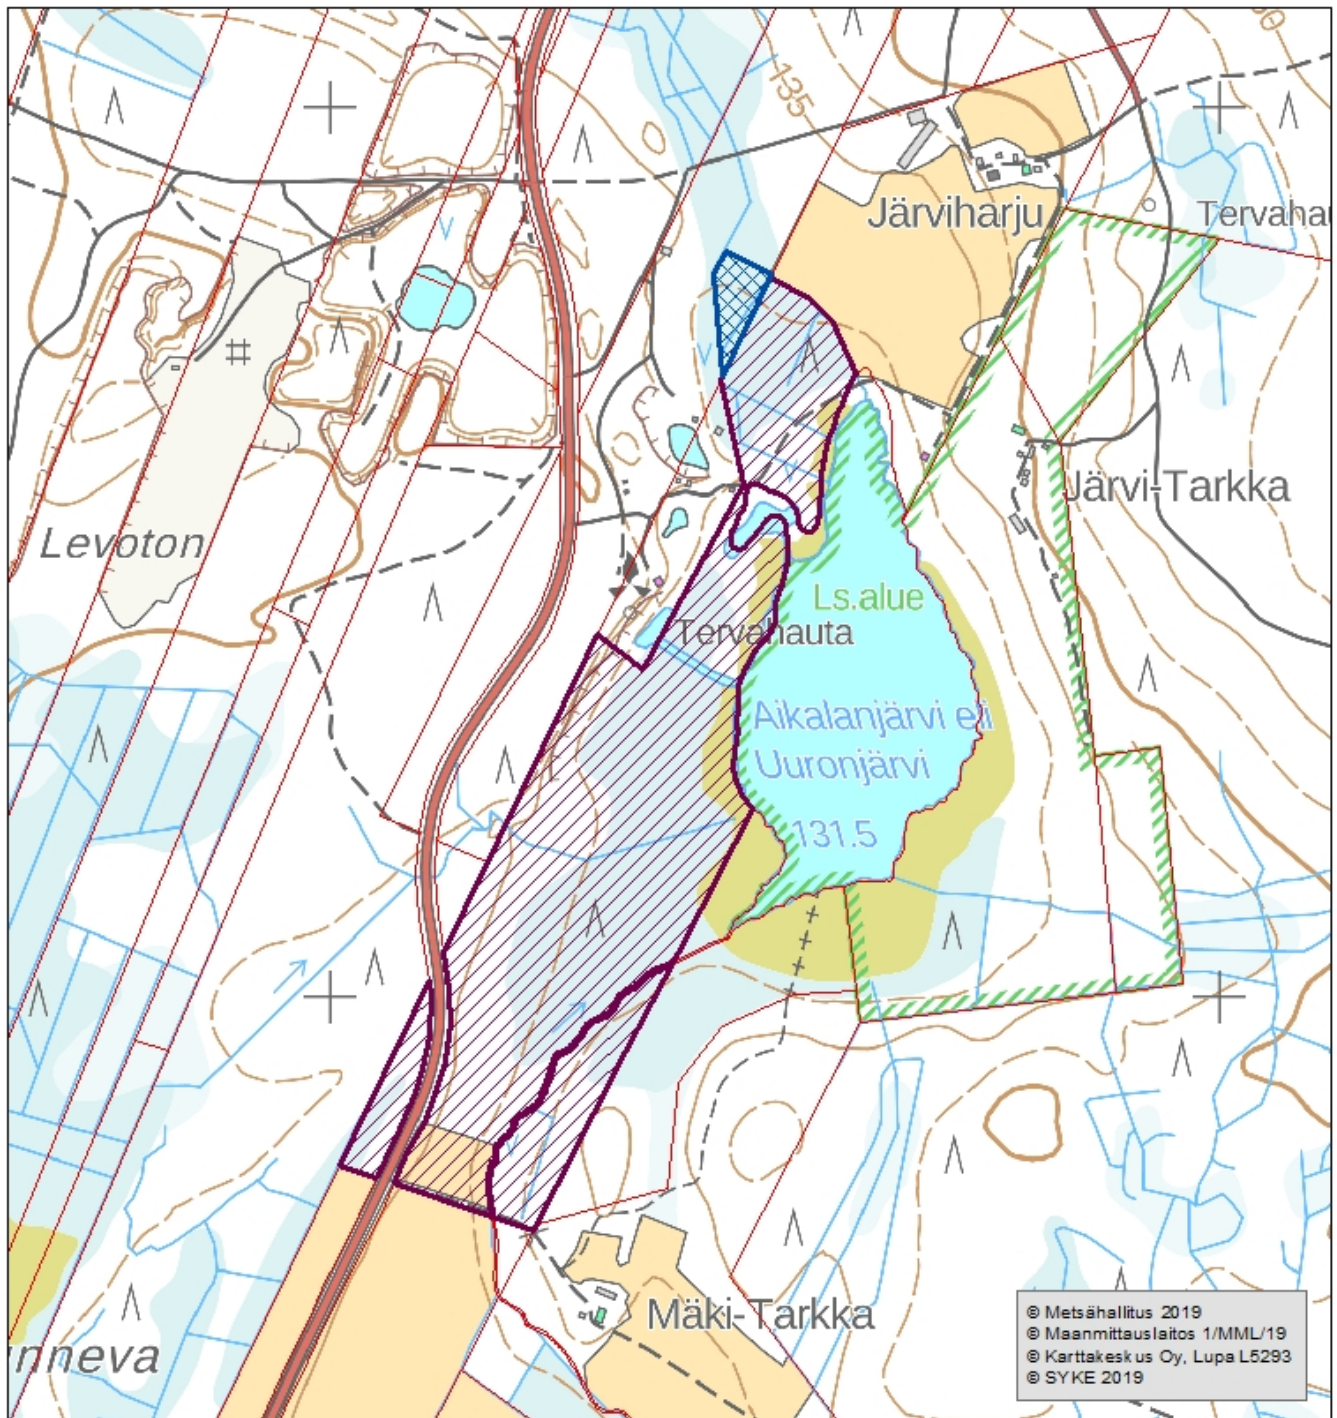 135
Järviharju
Tervahau
Järvi-Tarkka
Levoton
Ls.alue
Tervahauta
Aikalanjärvi eli
Uuronjärvi
131.5
Mäki-Tarkka
nneva
© Metsähallitus 2019
© Maanmittauslaitos 1/MML/19
© Karttakeskus Oy, Lupa L5293
© SYKE 2019